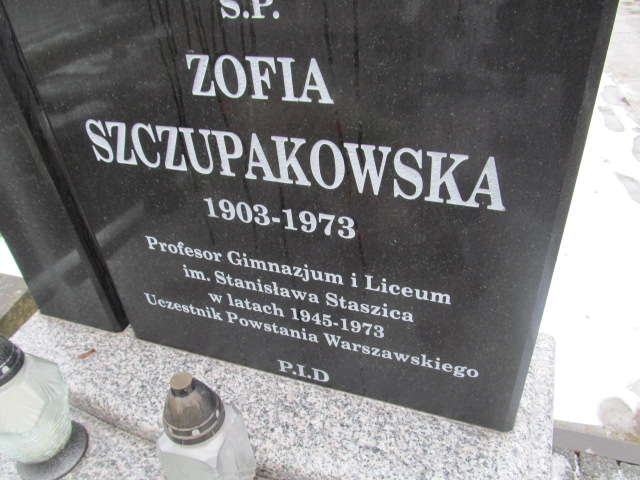 Ś.P.
ZOFIA
SZCZUPAKOWSKA
1903-1973
Profesor Gimnazjum i Liceum
im. Stanisława Staszica
w latach 1945-1973
Uczestnik Powstania Warszawskiego
P.I.D